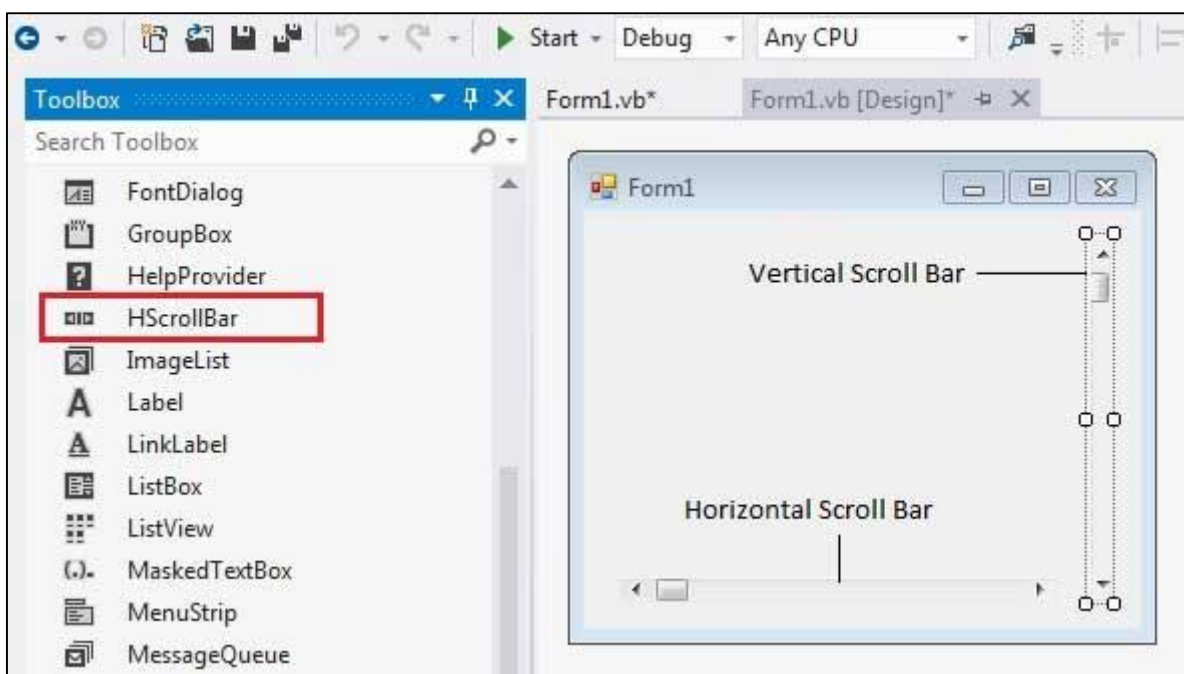 Start Debug Any CPU
Toolbox
Form1.vb* Form1.vb [Design]*
Search Toolbox
FontDialog
GroupBox
HelpProvider
HScrollBar
ImageList
Label
LinkLabel
ListBox
ListView
MaskedTextBox
MenuStrip
MessageQueue
Form1
Vertical Scroll Bar
Horizontal Scroll Bar